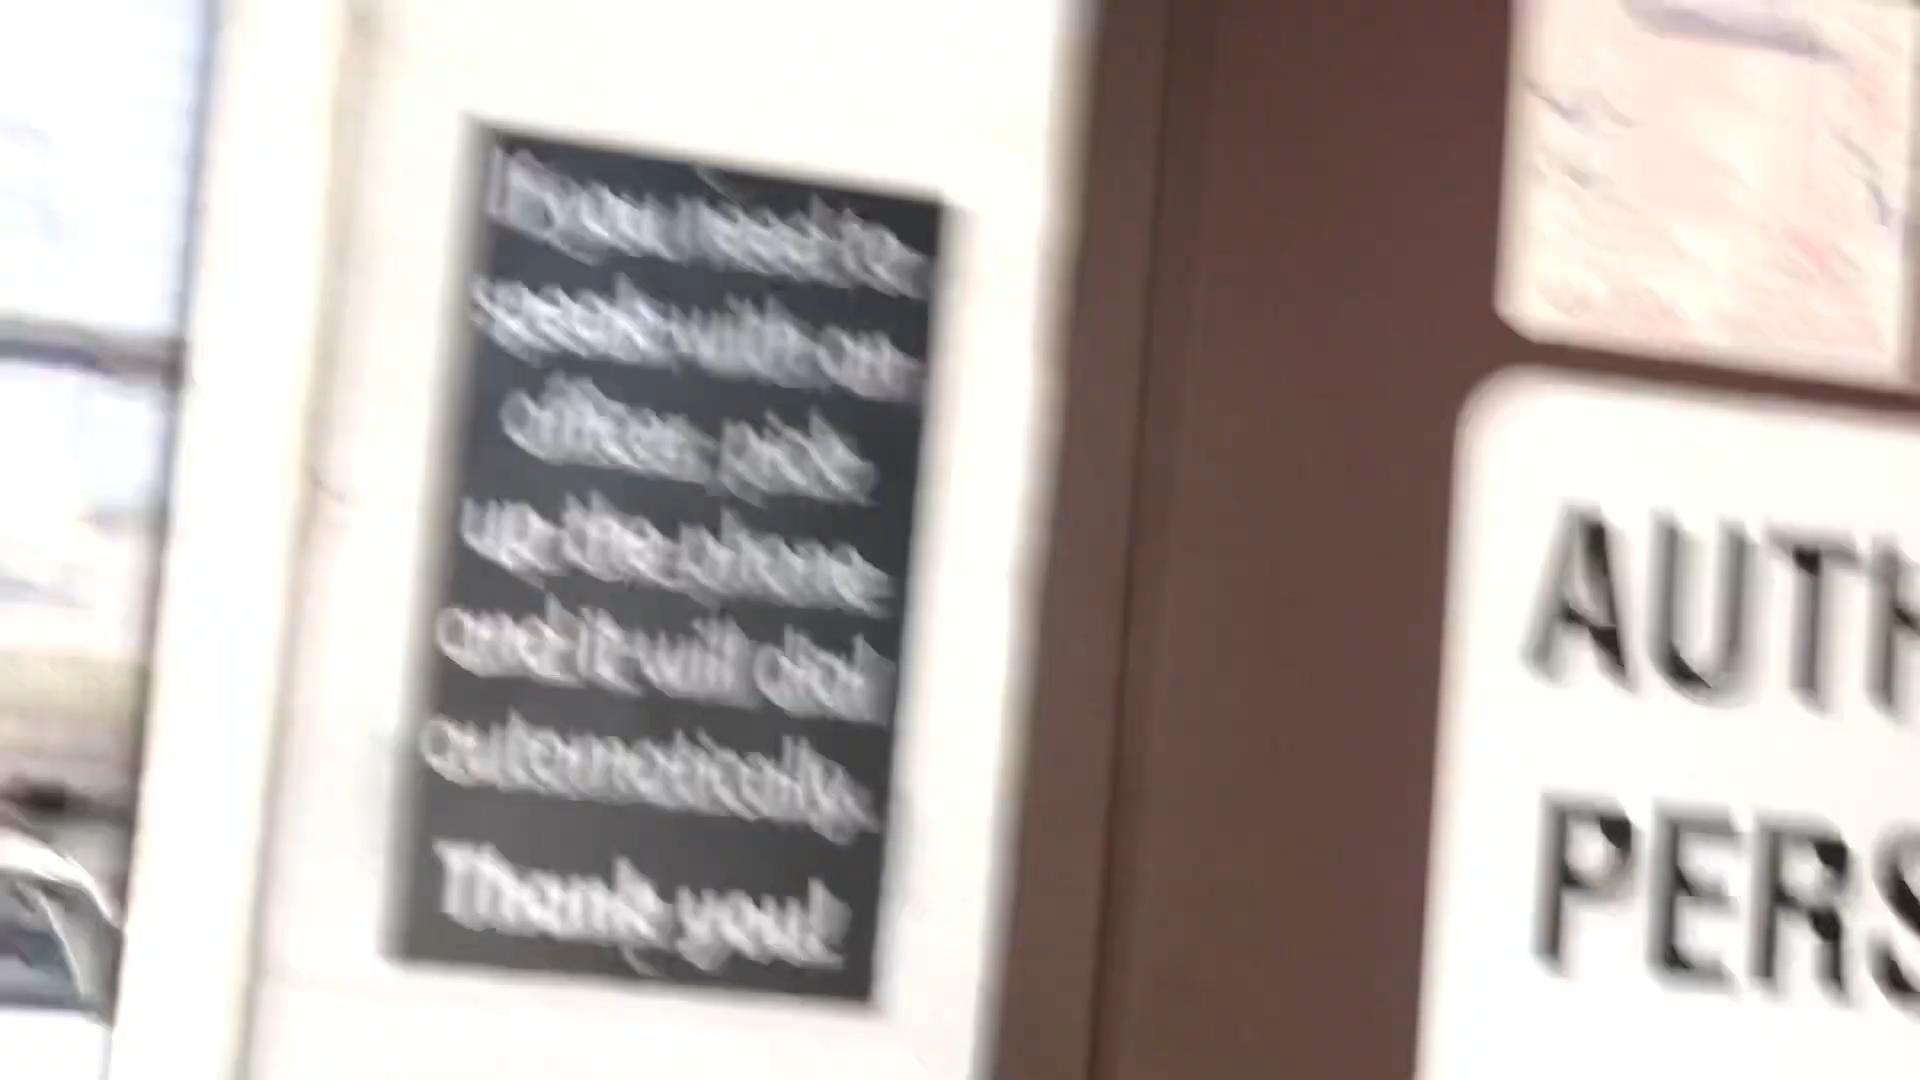 If you need to
speak with an
officer, pick
up the phone
and it will dial
automatically.
Thank you!
AUTH
PERS